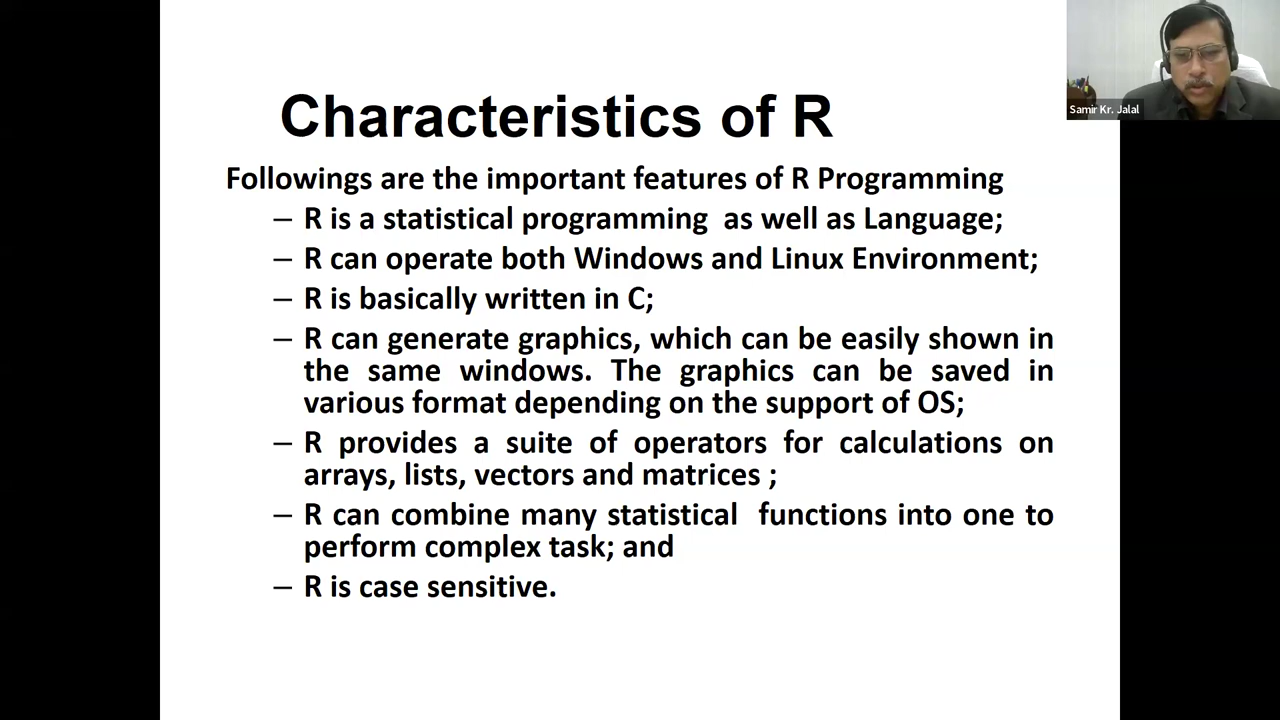 Samir Kr. Jalal
Characteristics of R
Followings are the important features of R Programming
– R is a statistical programming as well as Language;
– R can operate both Windows and Linux Environment;
– R is basically written in C;
– R can generate graphics, which can be easily shown in
the same windows. The graphics can be saved in
various format depending on the support of OS;
– R provides a suite of operators for calculations on
arrays, lists, vectors and matrices ;
– R can combine many statistical functions into one to
perform complex task; and
– R is case sensitive.